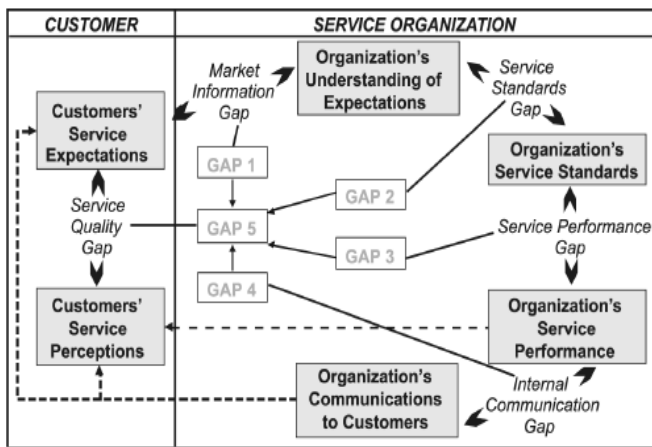 CUSTOMER
SERVICE ORGANIZATION
Market
Information
Gap
Organization's
Understanding of
Expectations
Service
Standards
Gap
Customers'
Service
Expectations
GAP 1
Organization's
Service Standards
GAP 2
Service
Quality
Gap
GAP 5
Service Performance
Gap
GAP 3
GAP 4
Customers'
Service
Perceptions
Organization's
Service
Performance
Organization's
Communications
to Customers
Internal
Communication
Gap